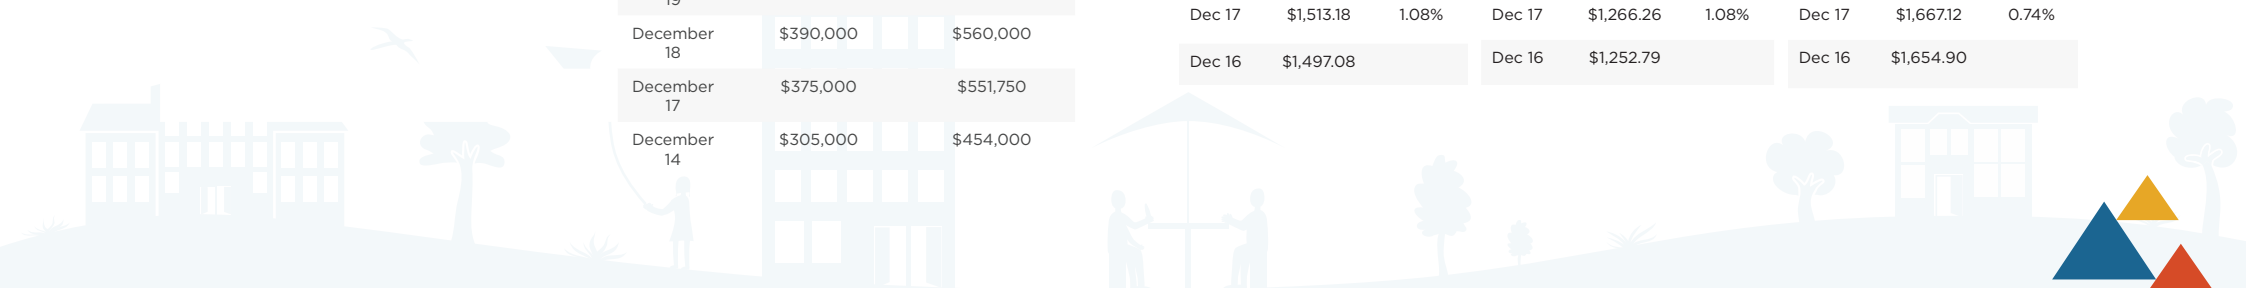 19
December $390,000 $560,000
18
December $375,000 $551,750
17
December $305,000 $454,000
14
Dec 17 $1,513.18 1.08%
Dec 16 $1,497.08
Dec 17 $1,266.26 1.08%
Dec 16 $1,252.79
Dec 17 $1,667.12 0.74%
Dec 16 $1,654.90